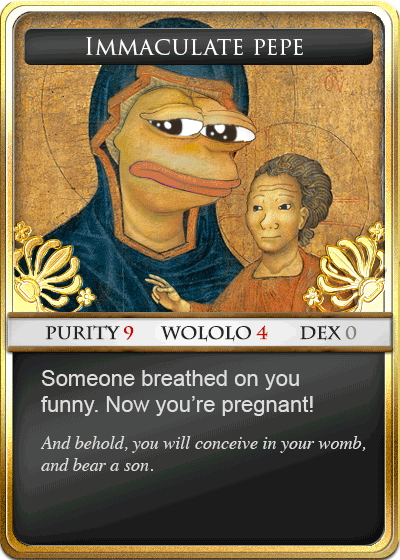 IMMACULATE PEPE
PURITY 9 WOLOLO 4 DEX 0
Someone breathed on you
funny. Now you’re pregnant!
And behold, you will conceive in your womb,
and bear a son.